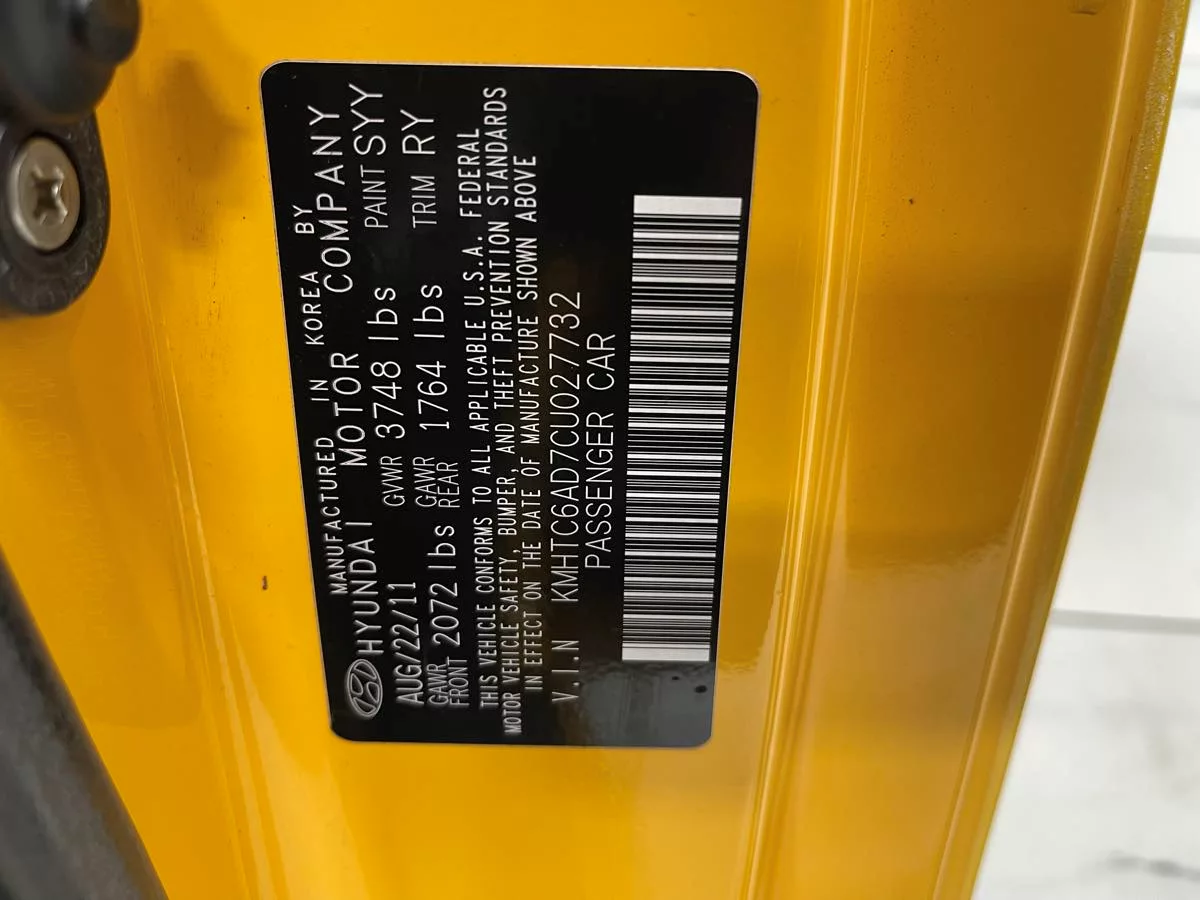 MANUFACTURED IN KOREA BY
HYUNDAI MOTOR COMPANY
AUG/22/11 GVWR 3748 lbs PAINT SYY
GAWR FRONT 2072 lbs GAWR REAR 1764 lbs TRIM RY
THIS VEHICLE CONFORMS TO ALL APPLICABLE U.S.A. FEDERAL
MOTOR VEHICLE SAFETY, BUMPER, AND THEFT PREVENTION STANDARDS
IN EFFECT ON THE DATE OF MANUFACTURE SHOWN ABOVE
V.I.N KMHTC6AD7CU027732
PASSENGER CAR